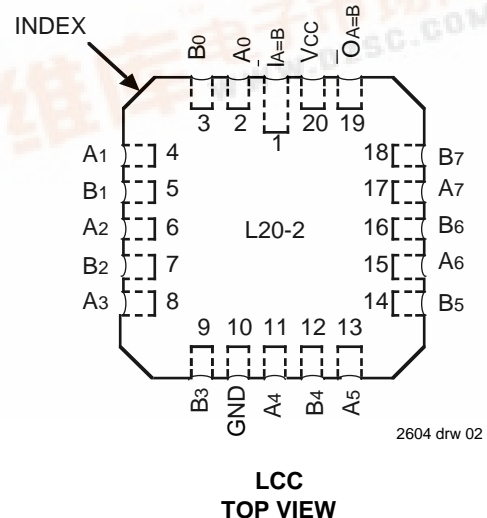 INDEX
B0 A0 I̅A=B VCC O̅A=B
3 2 1 20 19
A1 4
B1 5
A2 6
B2 7
A3 8
18 B7
17 A7
16 B6
15 A6
14 B5
L20-2
9 10 11 12 13
B3 GND A4 B4 A5
2604 drw 02
LCC
TOP VIEW